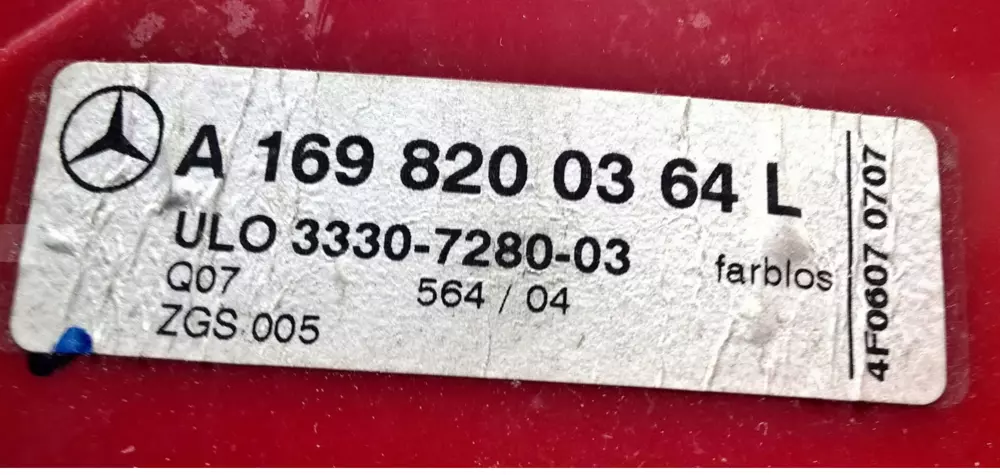 A 169 820 03 64 L
ULO 3330-7280-03
farblos
Q07
564 / 04
ZGS 005
4F0607 0707